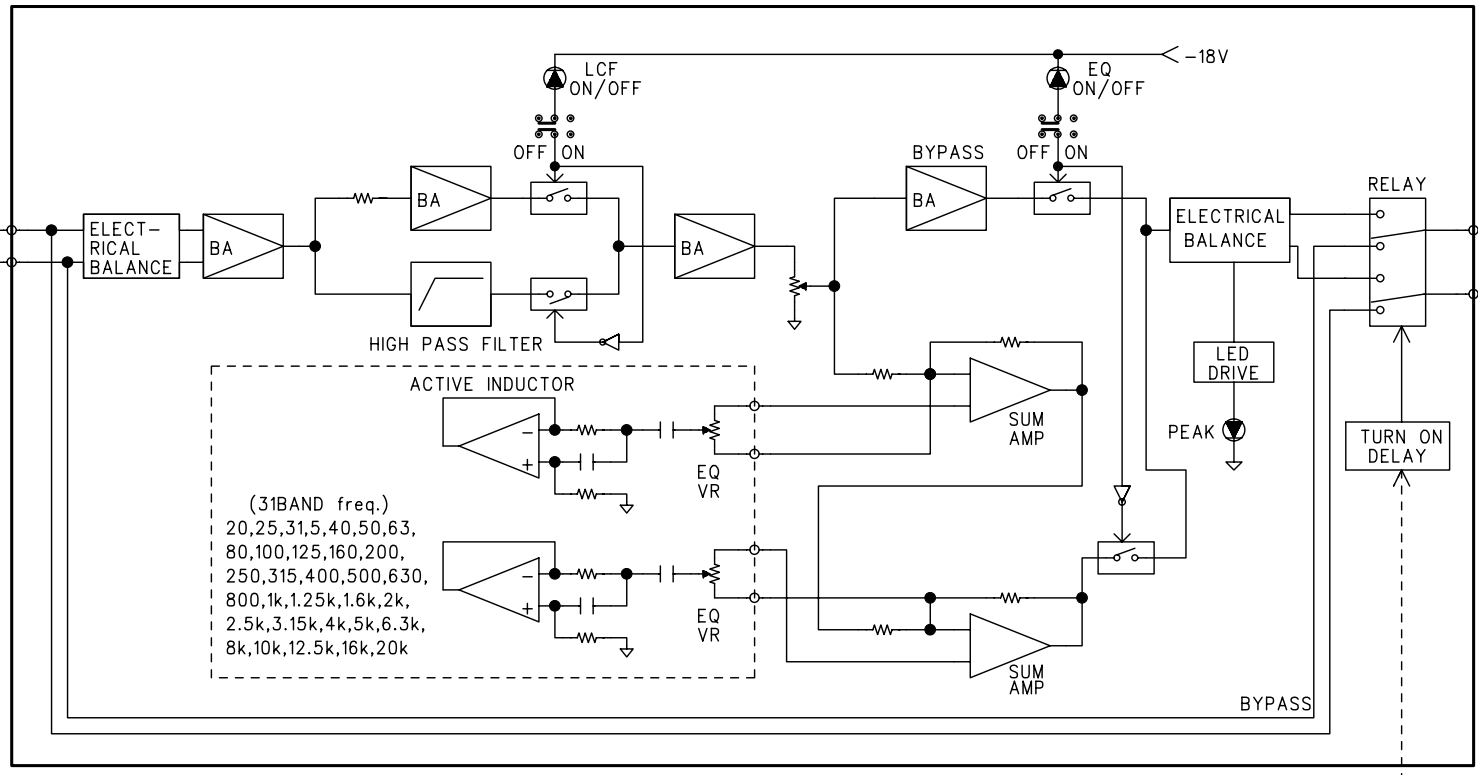 LCF
ON/OFF
EQ
ON/OFF
-18V
OFF ON
BYPASS
OFF ON
RELAY
ELECT-
RICAL
BALANCE
BA
BA
BA
BA
ELECTRICAL
BALANCE
HIGH PASS FILTER
LED
DRIVE
ACTIVE INDUCTOR
SUM
AMP
PEAK
TURN ON
DELAY
-
+
EQ
VR
(31BAND freq.)
20,25,31,5,40,50,63,
80,100,125,160,200,
250,315,400,500,630,
800,1k,1.25k,1.6k,2k,
2.5k,3.15k,4k,5k,6.3k,
8k,10k,12.5k,16k,20k
-
+
EQ
VR
SUM
AMP
BYPASS